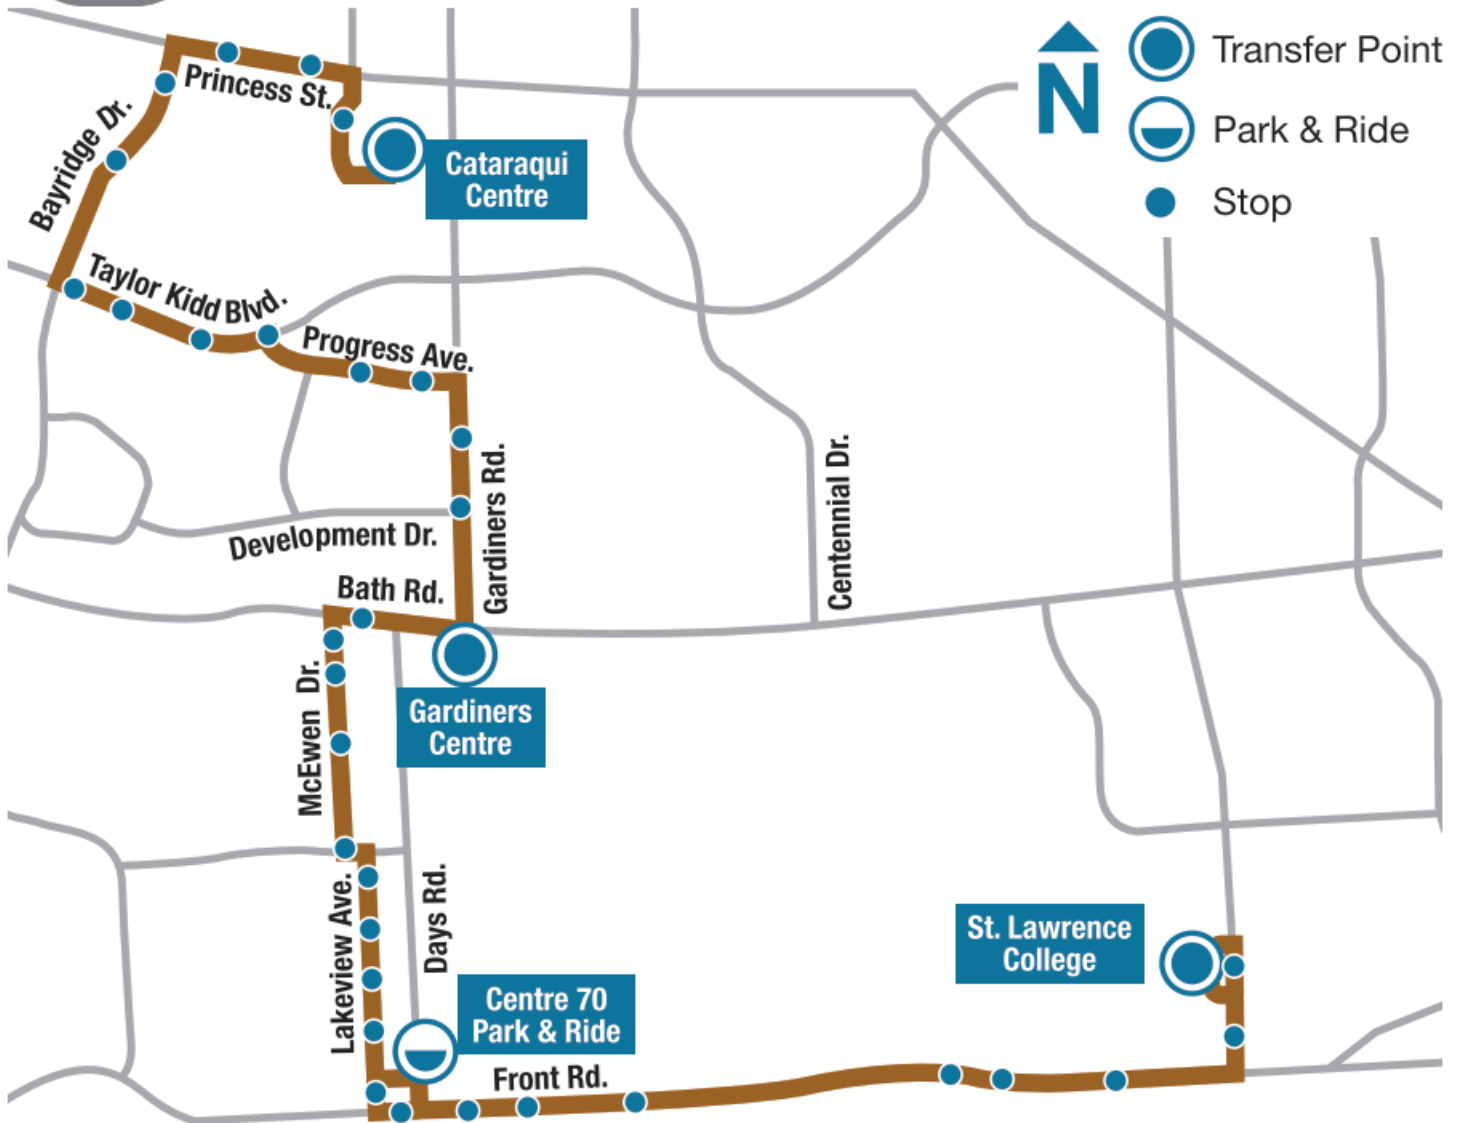 Princess St.
Bayridge Dr.
Cataraqui
Centre
N
Transfer Point
Park & Ride
Stop
Taylor Kidd Blvd.
Progress Ave.
Gardiners Rd.
Centennial Dr.
Development Dr.
Bath Rd.
McEwen Dr.
Gardiners
Centre
Lakeview Ave.
Days Rd.
St. Lawrence
College
Centre 70
Park & Ride
Front Rd.